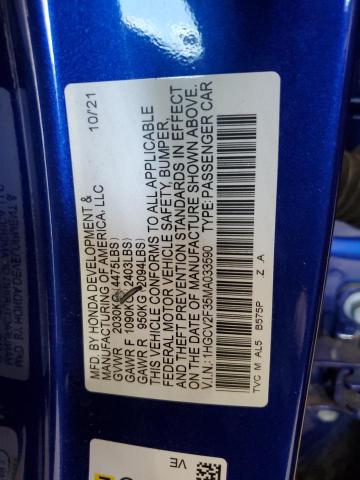 MFD. BY HONDA DEVELOPMENT & 10/21
MANUFACTURING OF AMERICA, LLC
GVWR 2030KG (4475LBS)
GAWR F 1090KG (2403LBS)
GAWR R 950KG (2094LBS)
THIS VEHICLE CONFORMS TO ALL APPLICABLE
FEDERAL MOTOR VEHICLE SAFETY, BUMPER,
AND THEFT PREVENTION STANDARDS IN EFFECT
ON THE DATE OF MANUFACTURE SHOWN ABOVE.
V.I.N.:1HGCV2F35MA033590 TYPE:PASSENGER CAR
TVC M AL5 B575P Z A
VE